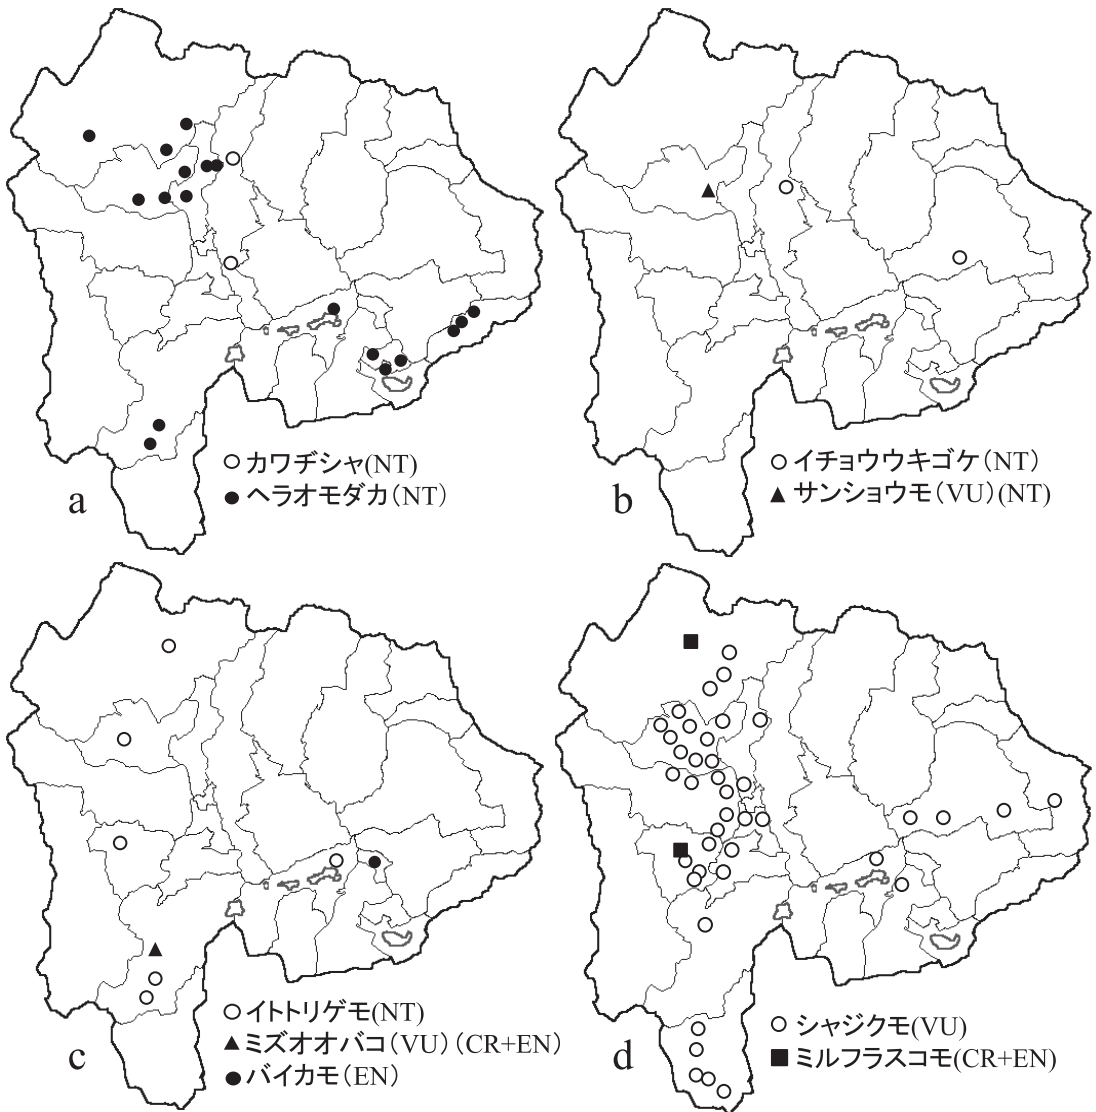 カワヂシャ(NT)
ヘラオモダカ(NT)
a
イチョウウキゴケ(NT)
サンショウモ(VU)(NT)
b
イトトリゲモ(NT)
ミズオオバコ(VU)(CR+EN)
バイカモ(EN)
c
シャジクモ(VU)
ミルフラスコモ(CR+EN)
d